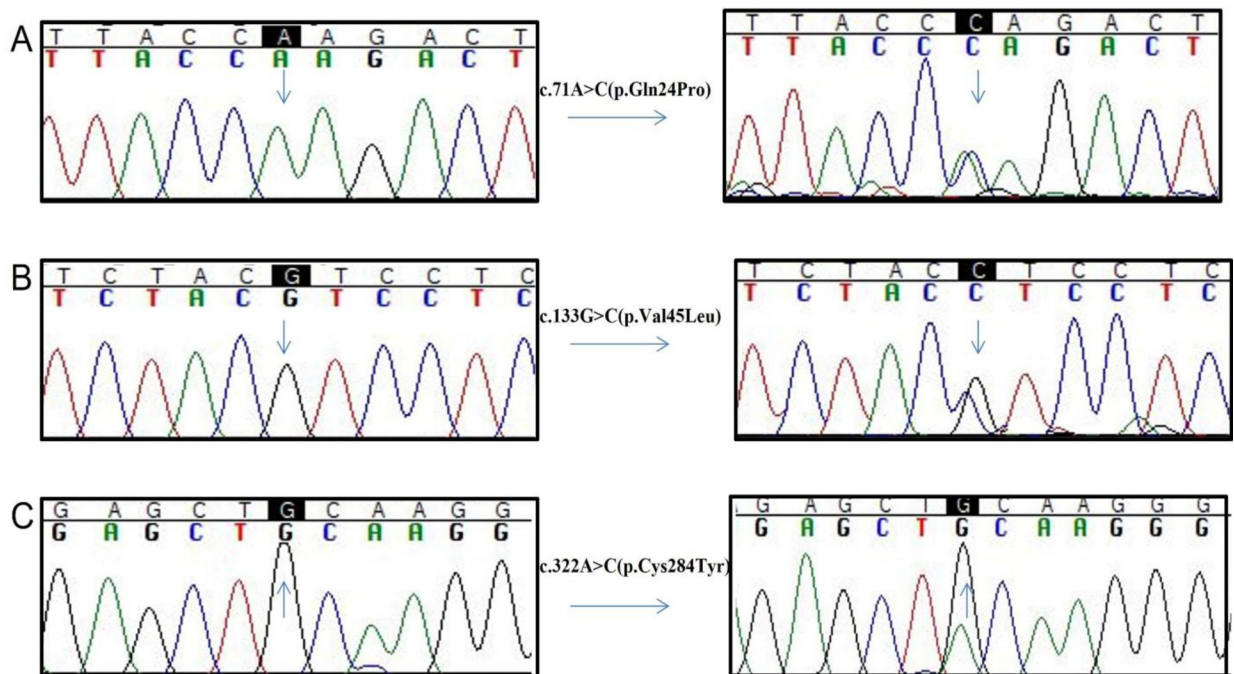 A
T T A C C A A G A C T
T T A C C A A G A C T
c.71A>C(p.Gln24Pro)
T T A C C C A G A C T
T T A C C C A G A C T
B
T C T A C G T C C T C
T C T A C G T C C T C
c.133G>C(p.Val45Leu)
T C T A C C T C C T C
T C T A C C T C C T C
C
G A G C T G C A A G G
G A G C T G C A A G G
c.322A>C(p.Cys284Tyr)
G A G C T G C A A G G G
G A G C T G C A A G G G